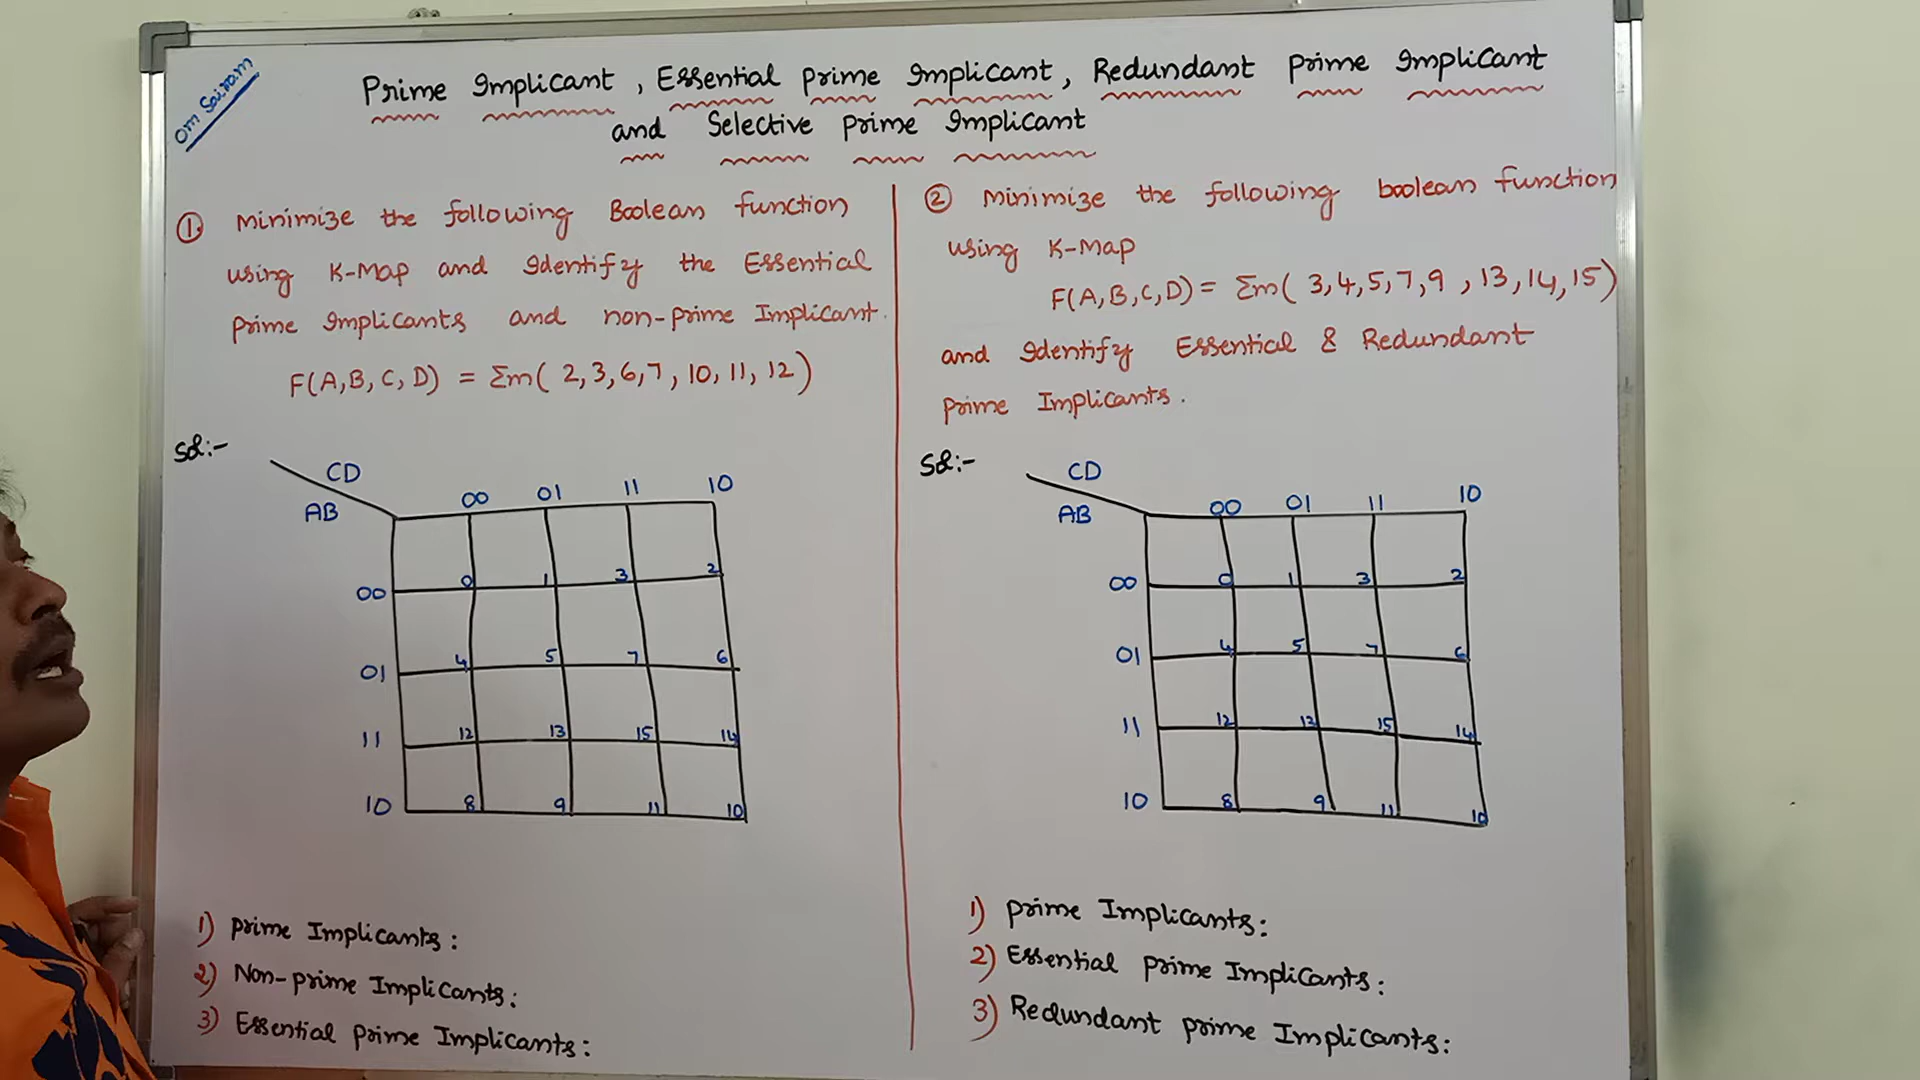 Om Sairam
Prime Implicant, Essential prime Implicant, Redundant prime Implicant
and Selective prime Implicant
① Minimize the following Boolean function
using K-Map and Identify the Essential
prime Implicants and non-prime Implicant.
F(A,B,C,D) = Σm( 2,3,6,7,10,11,12)
Sol:-
CD
AB
00 01 11 10
0 1 3 2
00
4 5 7 6
01
12 13 15 14
11
8 9 11 10
10
1) prime Implicants:
2) Non-prime Implicants:
3) Essential prime Implicants:
② Minimize the following boolean function
using K-Map
F(A,B,C,D) = Σm( 3,4,5,7,9 ,13,14,15)
and Identify Essential & Redundant
prime Implicants.
Sol:-
CD
AB
00 01 11 10
0 1 3 2
00
4 5 7 6
01
12 13 15 14
11
8 9 11 10
10
1) prime Implicants:
2) Essential prime Implicants:
3) Redundant prime Implicants: